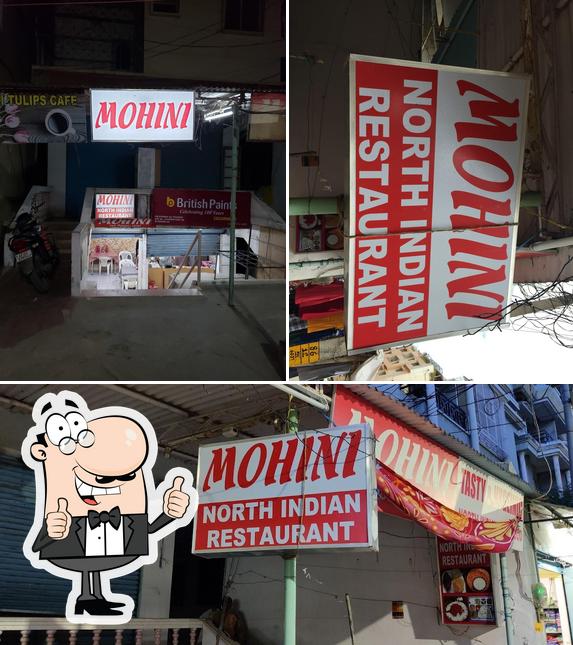 TULIPS CAFE
MOHINI
MOHINI
NORTH INDIAN
RESTAURANT
MOHINI
British Paints
Celebrating 100 Years
MOHINI
NORTH INDIAN
RESTAURANT
MOHINI
NORTH INDIAN
RESTAURANT
MOHINI
TASTY
NORTH INDIAN
RESTAURANT